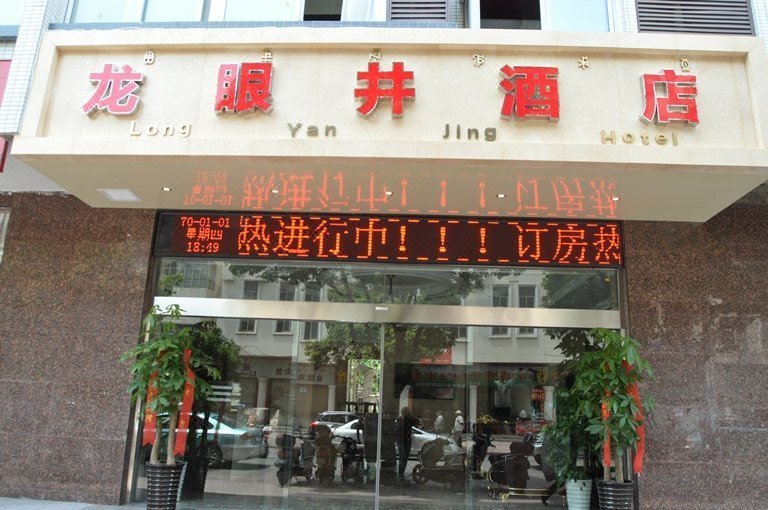 龙眼井酒店
Long Yan Jing Hotel
70-01-01
星期四
18:49
热进行中!!!订房热